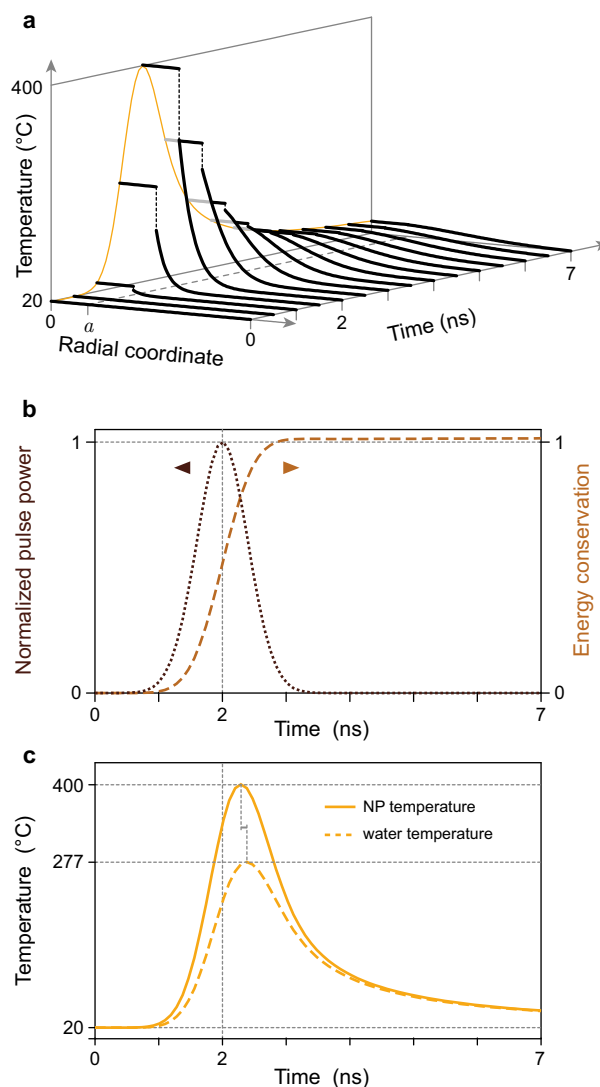 a
400
Temperature (°C)
20
0
a
Radial coordinate
0
2
Time (ns)
7
b
1
1
Normalized pulse power
Energy conservation
0
0
0
2
7
Time (ns)
c
400
NP temperature
water temperature
277
Temperature (°C)
20
0
2
7
Time (ns)